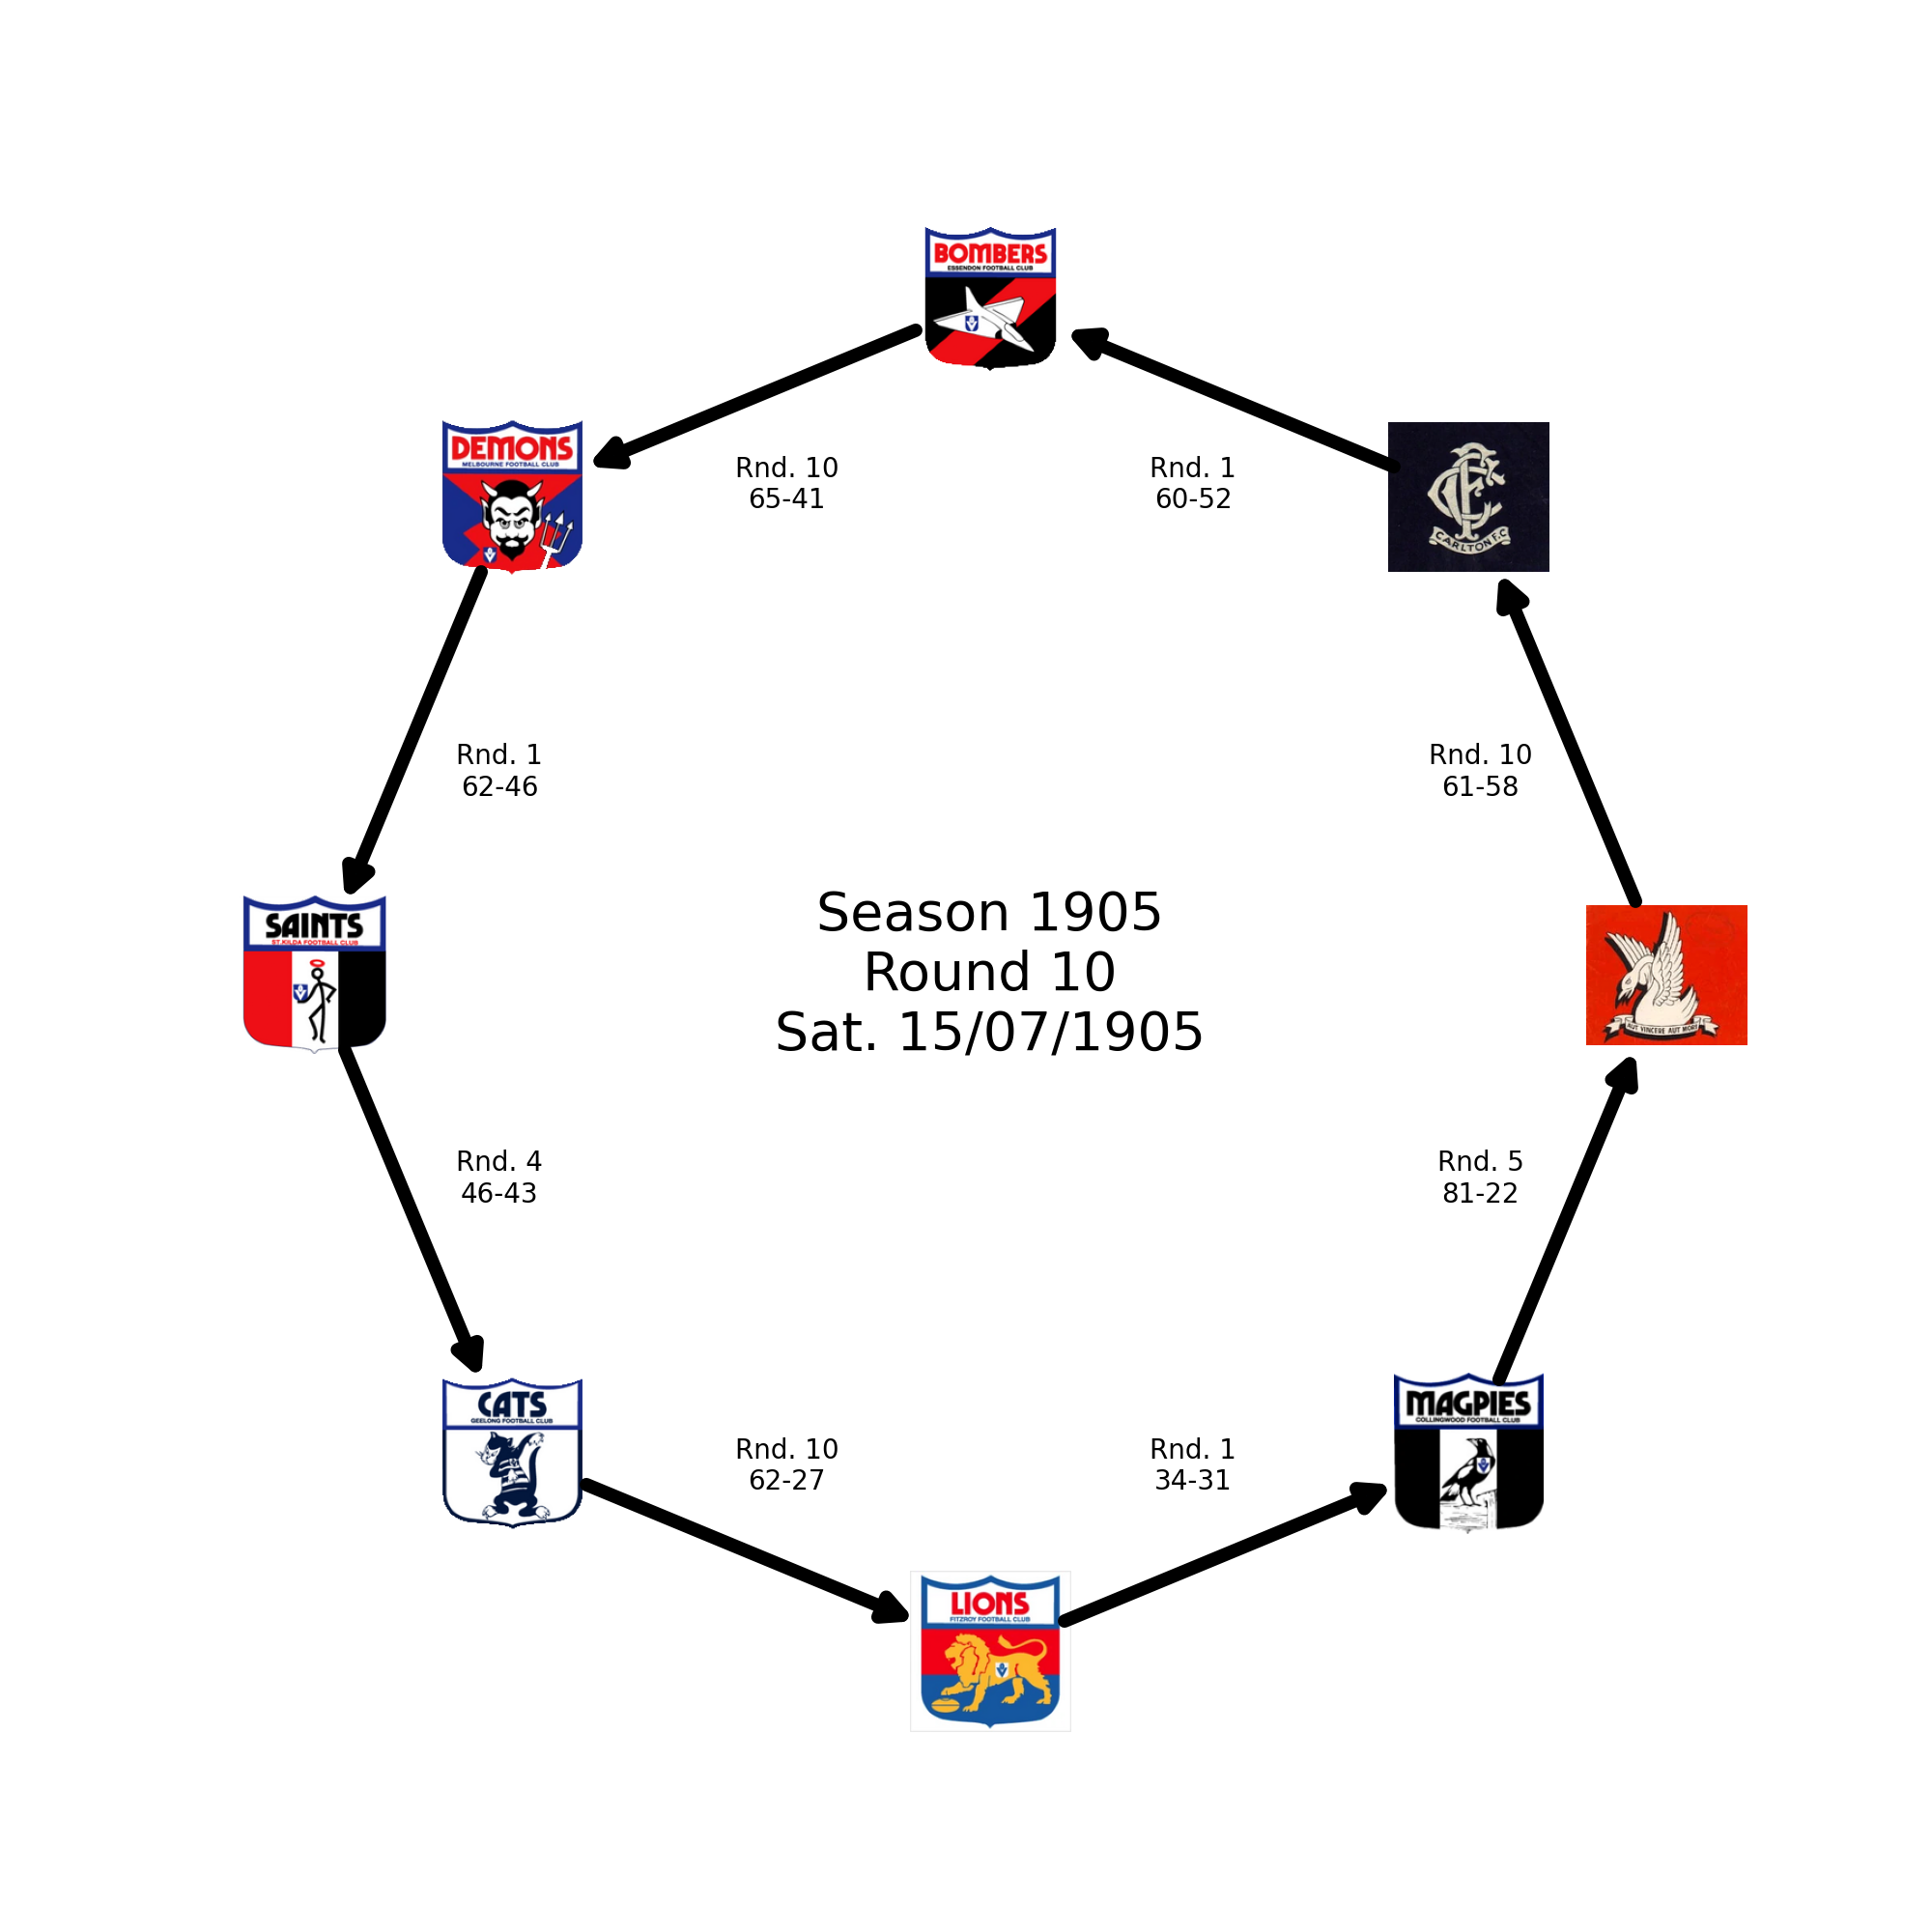 BOMBERS
ESSENDON FOOTBALL CLUB
DEMONS
MELBOURNE FOOTBALL CLUB
CFC
CARLTON F.C
Rnd. 10
65-41
Rnd. 1
60-52
Rnd. 1
62-46
Rnd. 10
61-58
SAINTS
ST.KILDA FOOTBALL CLUB
Season 1905
Round 10
Sat. 15/07/1905
AUT VINCERE AUT MORI
Rnd. 4
46-43
Rnd. 5
81-22
CATS
GEELONG FOOTBALL CLUB
MAGPIES
COLLINGWOOD FOOTBALL CLUB
Rnd. 10
62-27
Rnd. 1
34-31
LIONS
FITZROY FOOTBALL CLUB